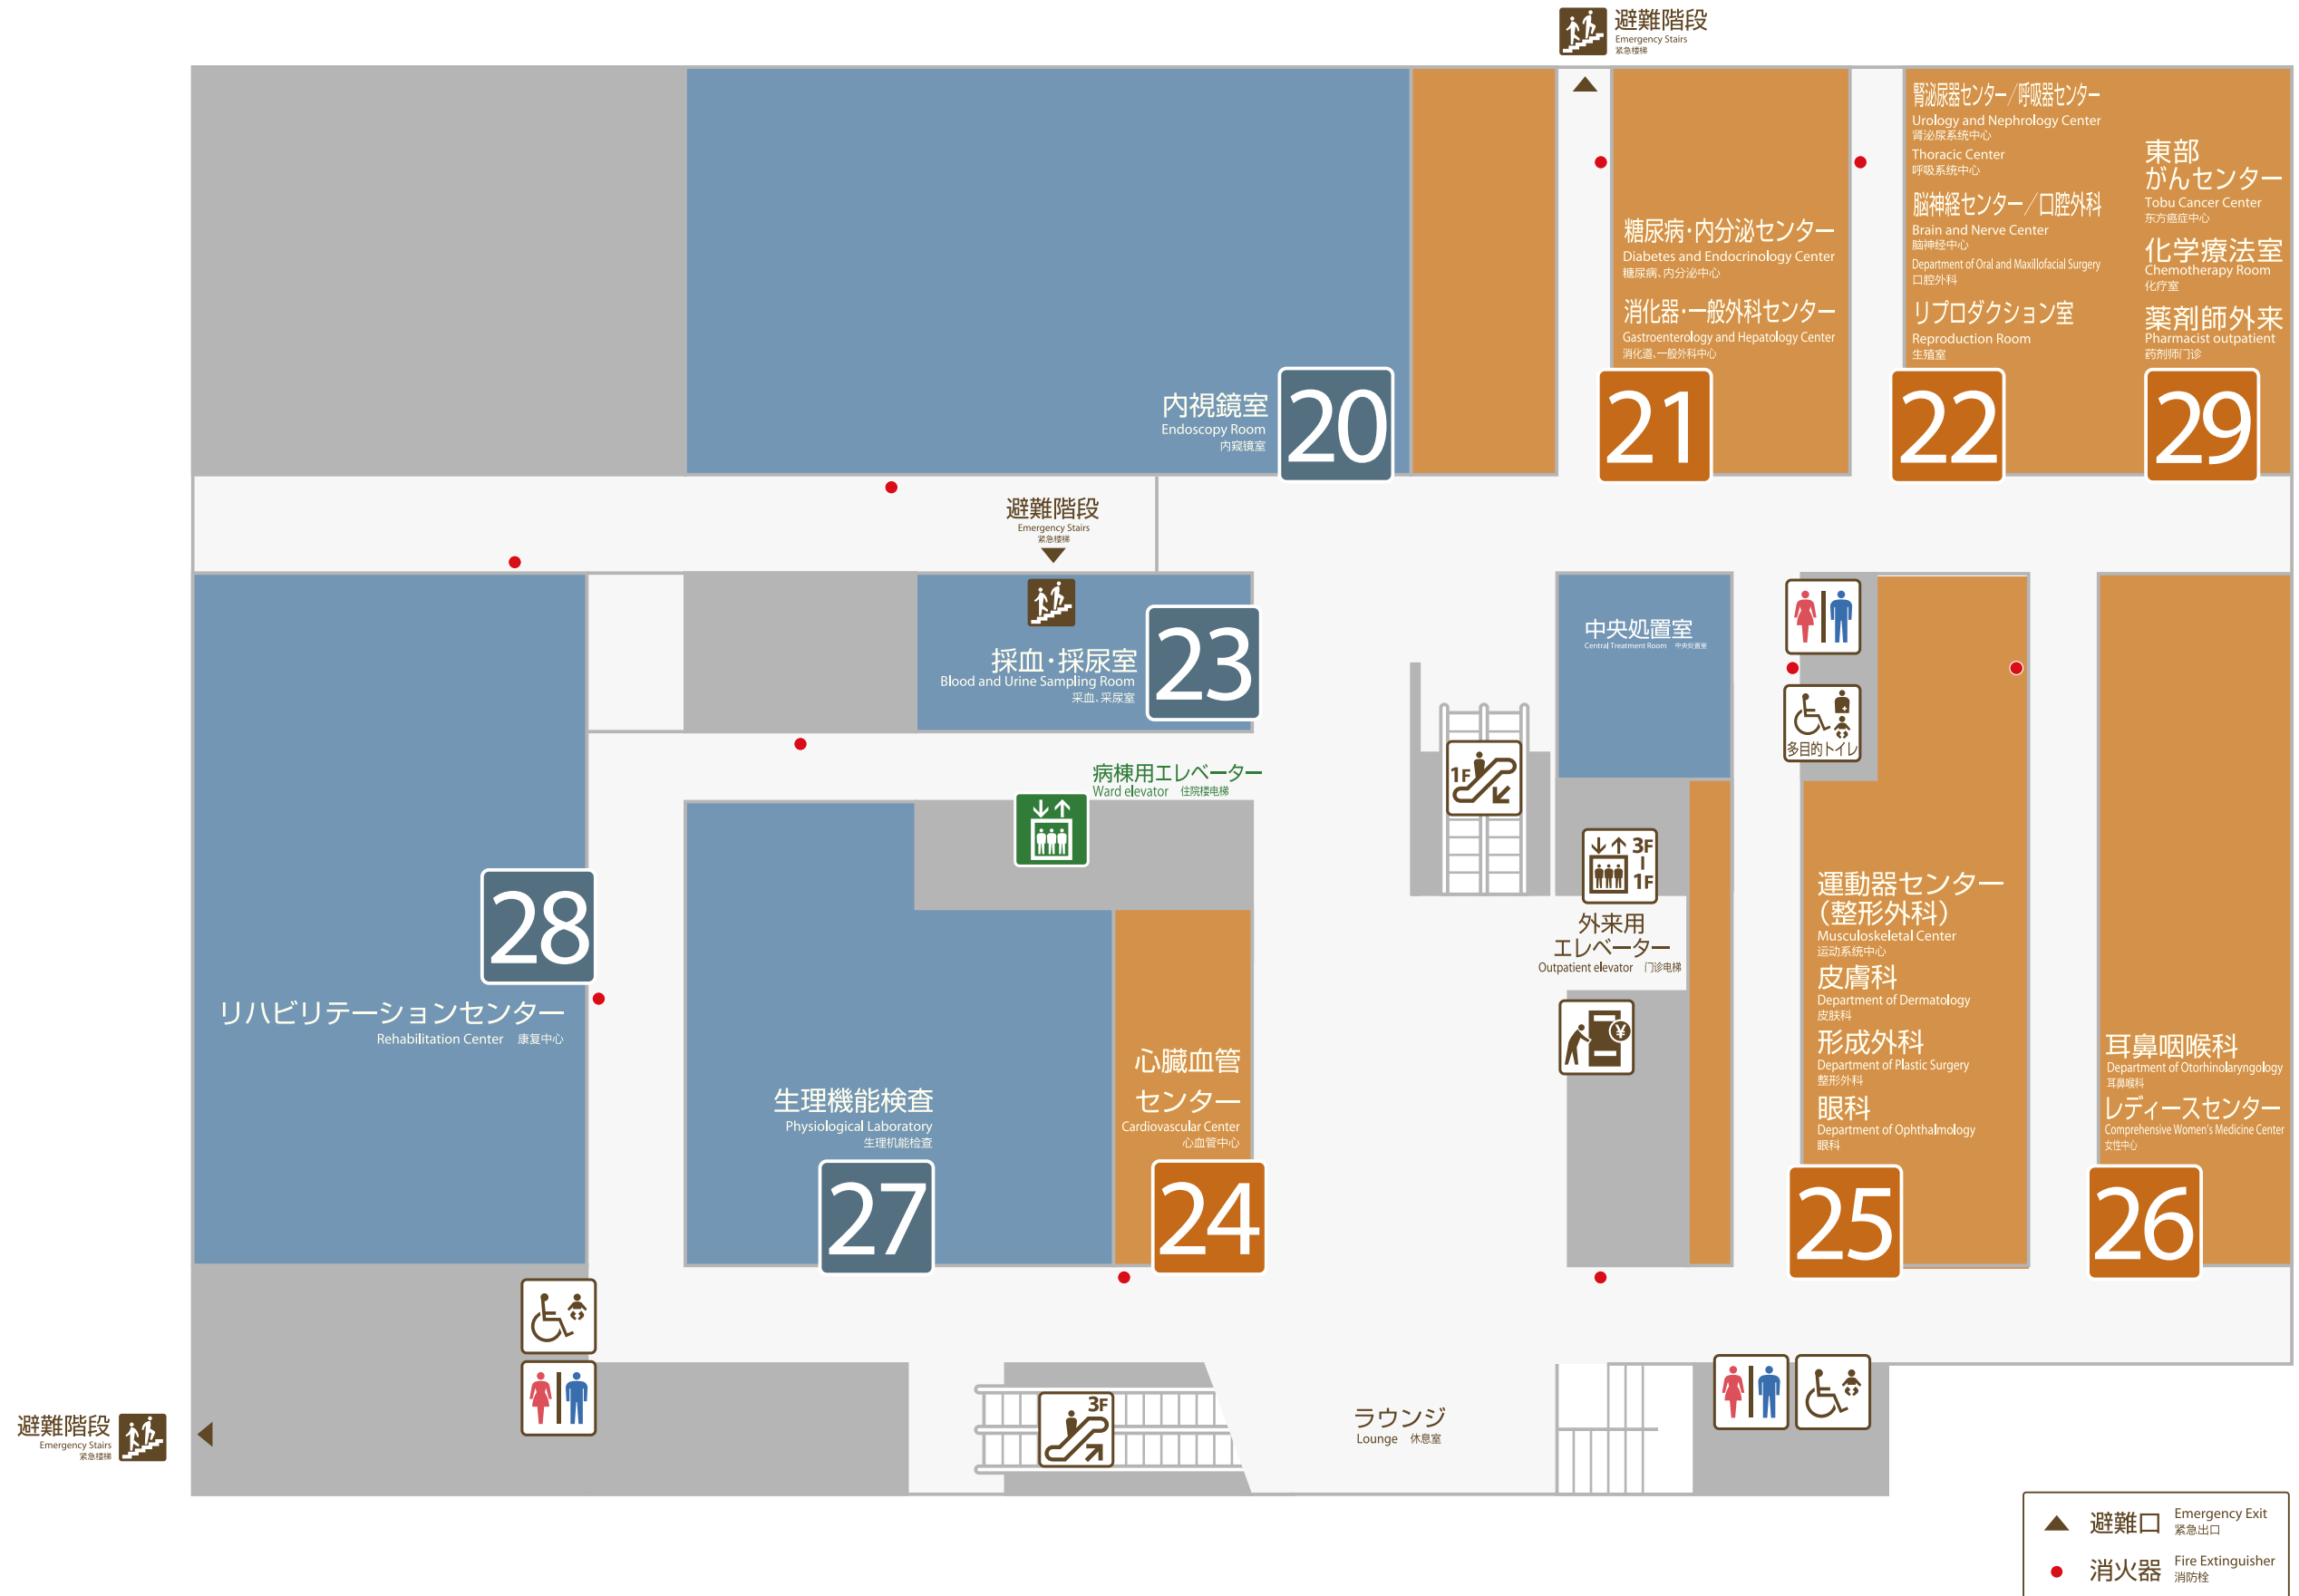 避難階段
Emergency Stairs
紧急楼梯
腎泌尿器センター／呼吸器センター
Urology and Nephrology Center
肾泌尿系统中心
Thoracic Center
呼吸系统中心
脳神経センター／口腔外科
Brain and Nerve Center
脑神经中心
Department of Oral and Maxillofacial Surgery
口腔外科
リプロダクション室
Reproduction Room
生殖室
22
東部
がんセンター
Tobu Cancer Center
东方癌症中心
化学療法室
Chemotherapy Room
化疗室
薬剤師外来
Pharmacist outpatient
药剂师门诊
29
糖尿病・内分泌センター
Diabetes and Endocrinology Center
糖尿病、内分泌中心
消化器・一般外科センター
Gastroenterology and Hepatology Center
消化道、一般外科中心
21
内視鏡室
Endoscopy Room
内窥镜室
20
避難階段
Emergency Stairs
紧急楼梯
採血・採尿室
Blood and Urine Sampling Room
采血、采尿室
23
中央処置室
Central Treatment Room 中央处置室
多目的トイレ
病棟用エレベーター
Ward elevator 住院楼电梯
1F
3F
1F
外来用
エレベーター
Outpatient elevator 门诊电梯
¥
28
リハビリテーションセンター
Rehabilitation Center 康复中心
生理機能検査
Physiological Laboratory
生理机能检查
27
心臓血管
センター
Cardiovascular Center
心血管中心
24
運動器センター
（整形外科）
Musculoskeletal Center
运动系统中心
皮膚科
Department of Dermatology
皮肤科
形成外科
Department of Plastic Surgery
整形外科
眼科
Department of Ophthalmology
眼科
25
耳鼻咽喉科
Department of Otorhinolaryngology
耳鼻喉科
レディースセンター
Comprehensive Women's Medicine Center
女性中心
26
避難階段
Emergency Stairs
紧急楼梯
3F
ラウンジ
Lounge 休息室
避難口 Emergency Exit
紧急出口
消火器 Fire Extinguisher
消防栓